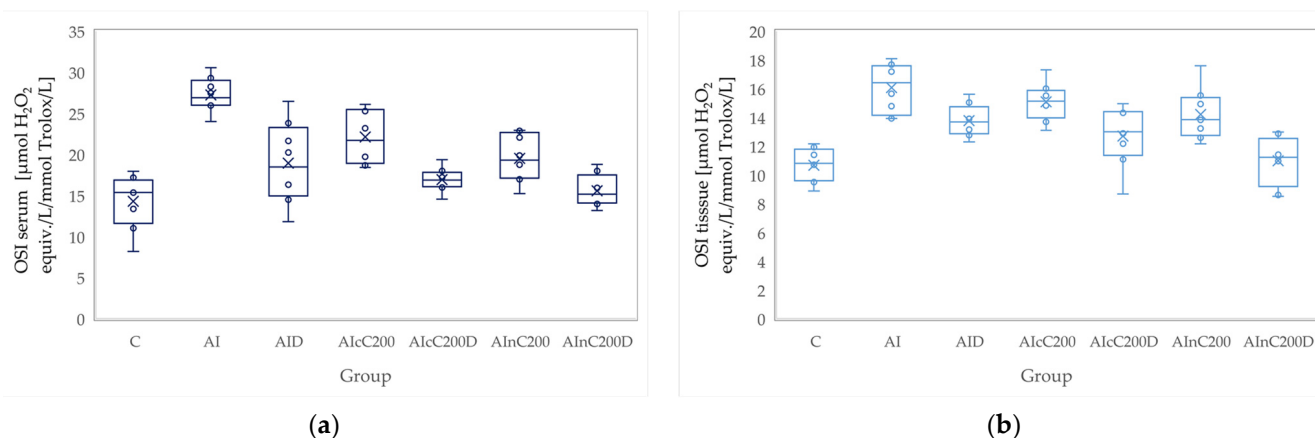 OSI serum [µmol H₂O₂
equiv./L/mmol Trolox/L]
35
30
25
20
15
10
5
0
C AI AID AIcC200 AIcC200D AInC200 AInC200D
Group
(a)
OSI tisssue [µmol H₂O₂
equiv./L/mmol Trolox/L]
20
18
16
14
12
10
8
6
4
2
0
C AI AID AIcC200 AIcC200D AInC200 AInC200D
Group
(b)